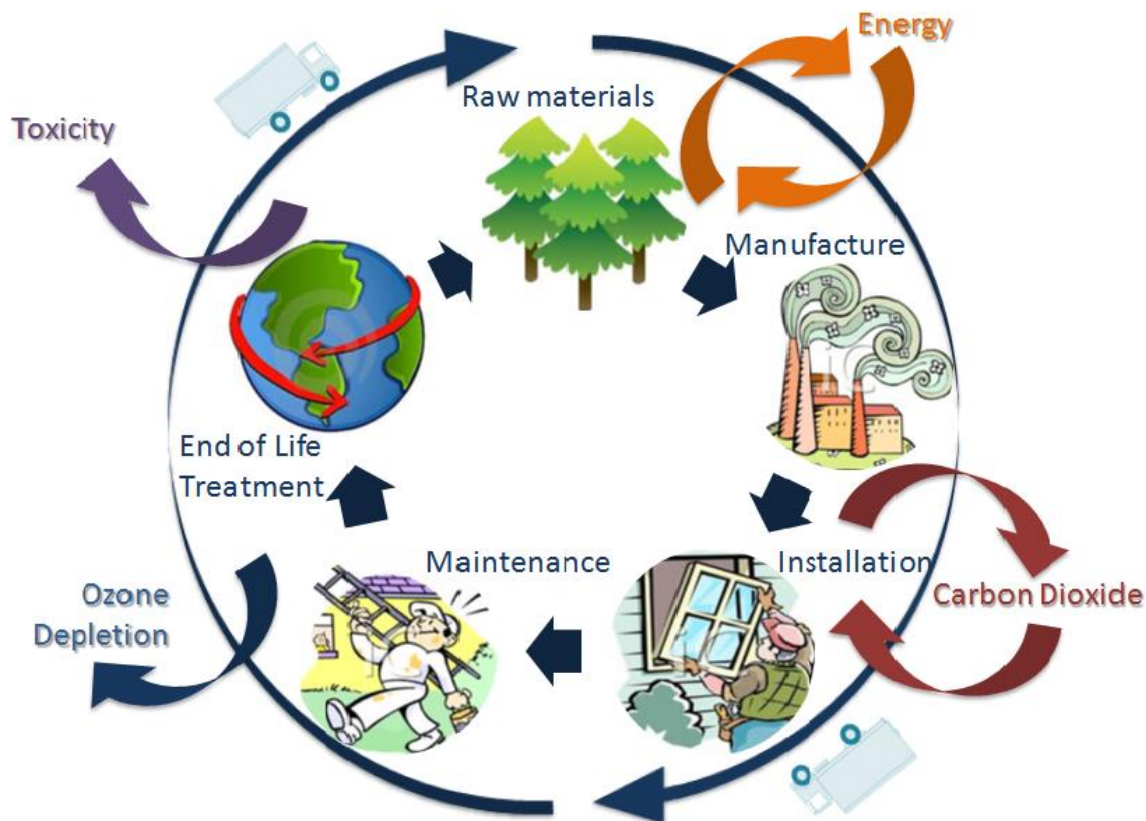 Energy
Raw materials
Toxicity
Manufacture
End of Life
Treatment
Maintenance
Installation
Ozone
Depletion
Carbon Dioxide